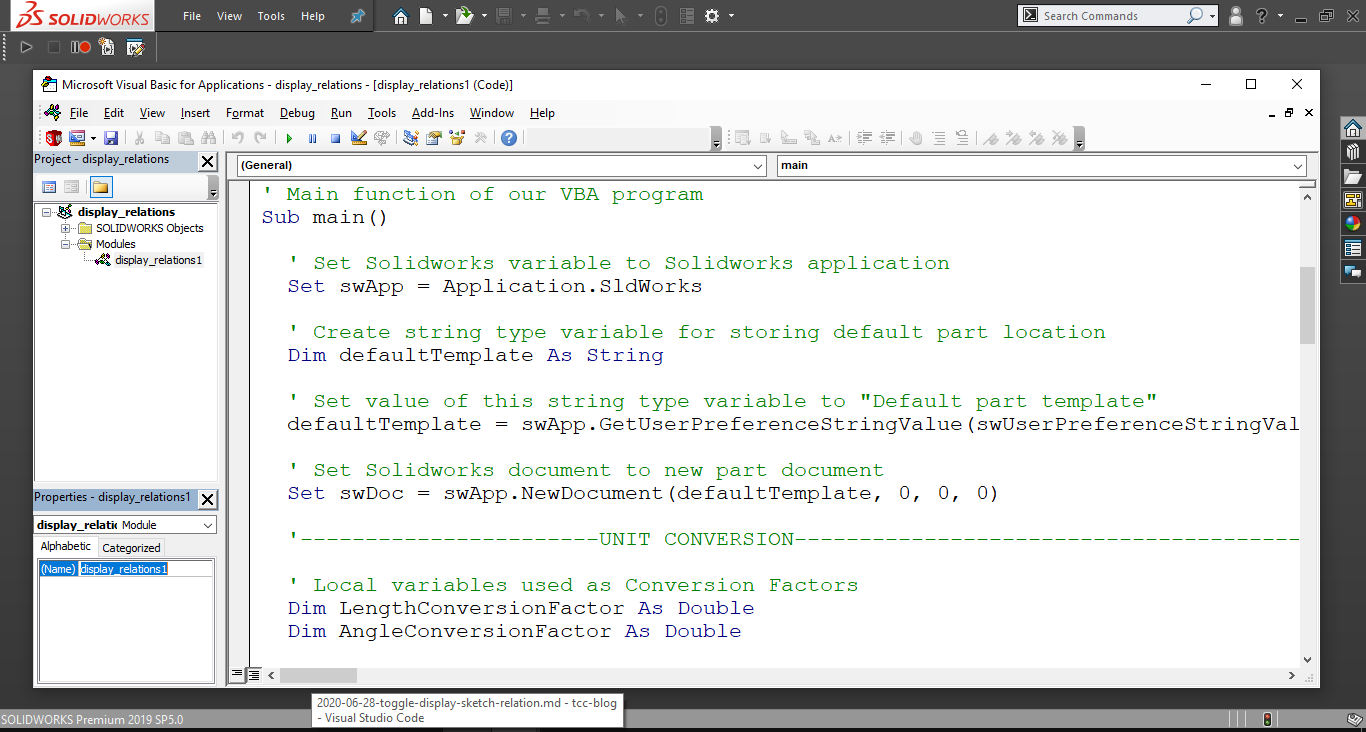 SOLIDWORKS File View Tools Help Search Commands
Microsoft Visual Basic for Applications - display_relations - [display_relations1 (Code)]
File Edit View Insert Format Debug Run Tools Add-Ins Window Help
Project - display_relations
display_relations
SOLIDWORKS Objects
Modules
display_relations1
Properties - display_relations1
display_relatic Module
Alphabetic Categorized
(Name) display_relations1
(General) main
' Main function of our VBA program
Sub main()
' Set Solidworks variable to Solidworks application
Set swApp = Application.SldWorks
' Create string type variable for storing default part location
Dim defaultTemplate As String
' Set value of this string type variable to "Default part template"
defaultTemplate = swApp.GetUserPreferenceStringValue(swUserPreferenceStringVal
' Set Solidworks document to new part document
Set swDoc = swApp.NewDocument(defaultTemplate, 0, 0, 0)
'-----------------------UNIT CONVERSION---------------------------------------
' Local variables used as Conversion Factors
Dim LengthConversionFactor As Double
Dim AngleConversionFactor As Double
2020-06-28-toggle-display-sketch-relation.md - tcc-blog
- Visual Studio Code
SOLIDWORKS Premium 2019 SP5.0